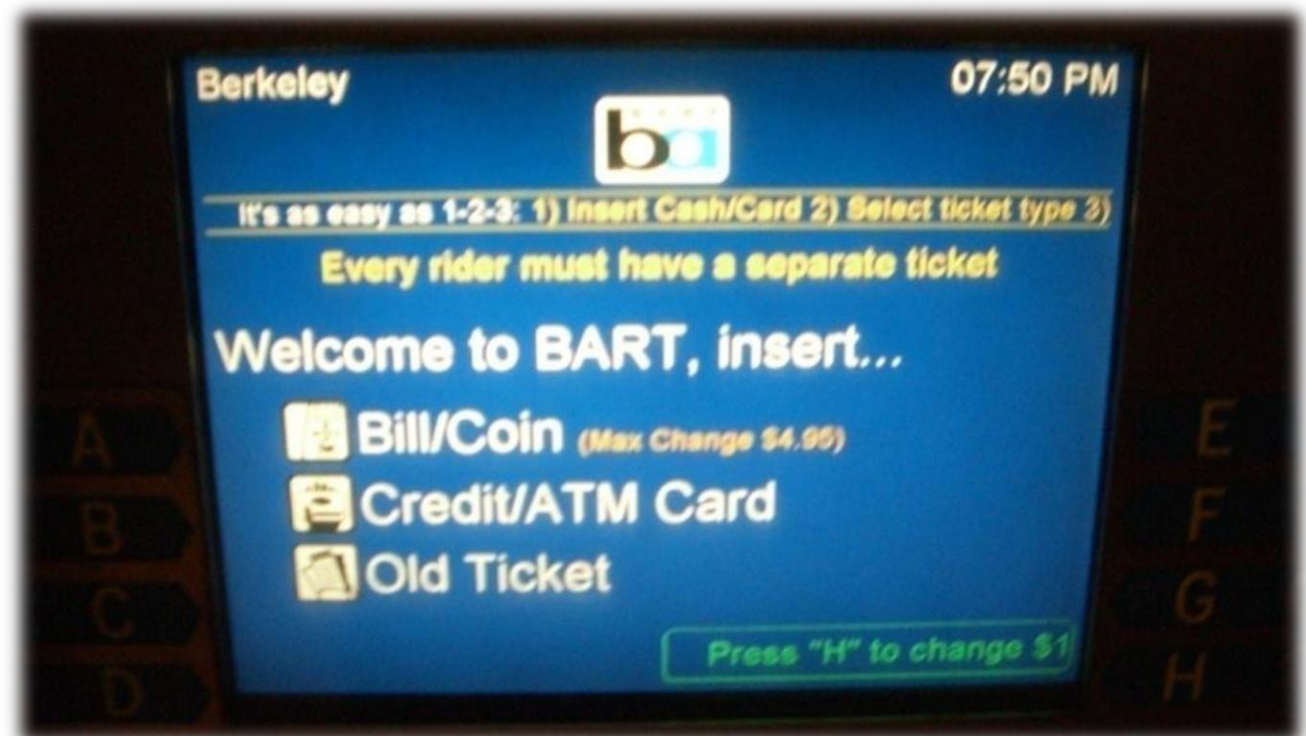 Berkeley
07:50 PM
ba
It's as easy as 1-2-3: 1) Insert Cash/Card 2) Select ticket type 3)
Every rider must have a separate ticket
Welcome to BART, insert...
Bill/Coin (Max Change $4.95)
Credit/ATM Card
Old Ticket
Press "H" to change $1
A
B
C
D
E
F
G
H